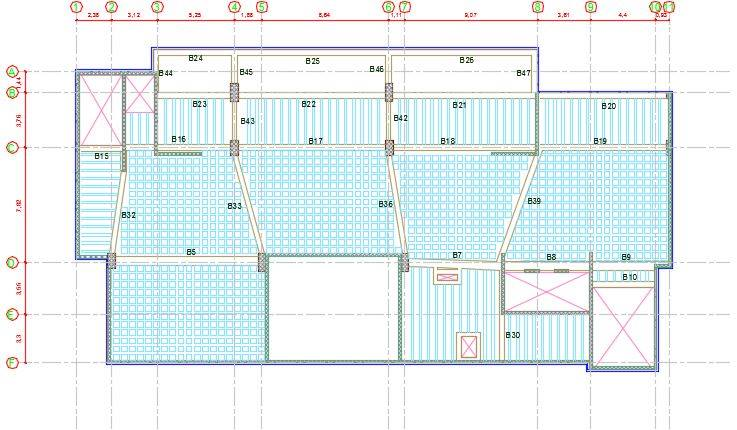 1 2 3 4 5 6 7 8 9 10 11
2,38 3,12 5,25 1,88 8,64 1,11 9,07 3,61 4,4 0,93
B24 B25 B26
A B44 B45 B46 B47
1,44
B B23 B22 B21 B20
3,76 B43 B42
B16 B17 B18 B19
C
B15
7,82 B32 B33 B36 B39
B5 B7 B8 B9
D
B10
3,55
E
3,3 B30
F